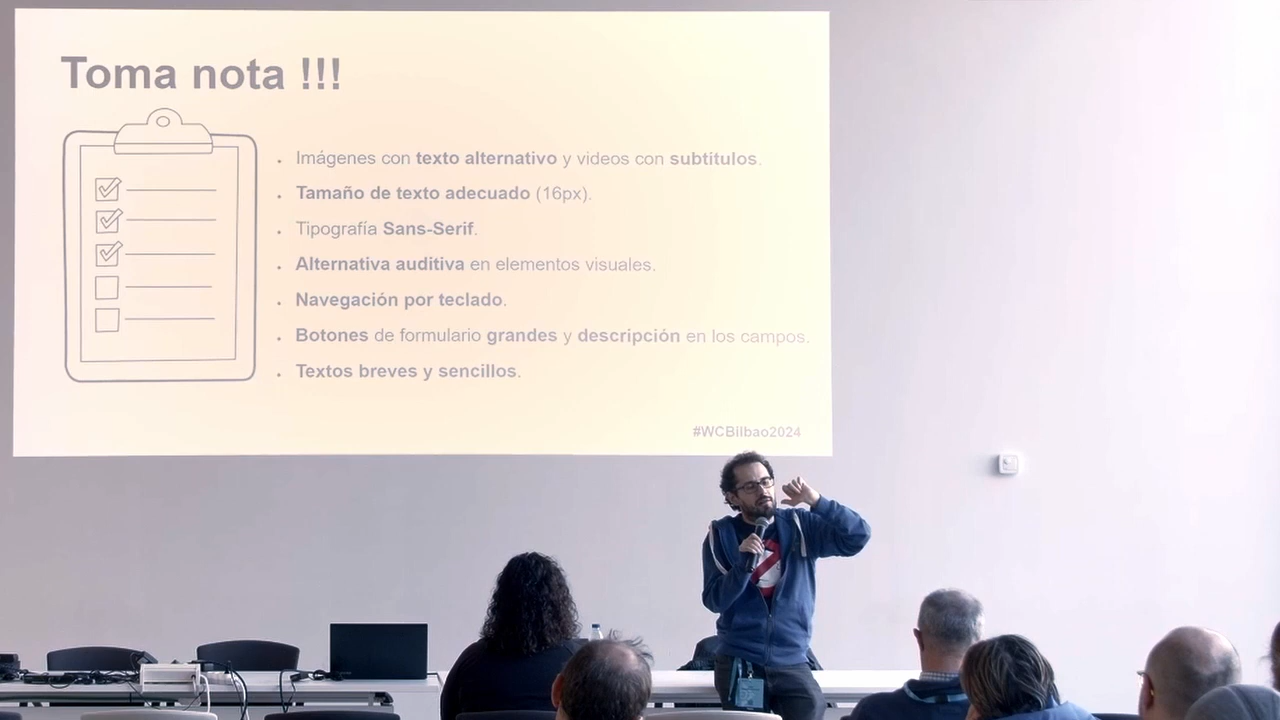 Toma nota !!!
Imágenes con texto alternativo y videos con subtitulos.
Tamaño de texto adecuado (16px).
Tipografía Sans-Serif.
Alternativa auditiva en elementos visuales.
Navegación por teclado.
Botones de formulario grandes y descripción en los campos.
Textos breves y sencillos.
#WCBilbao2024